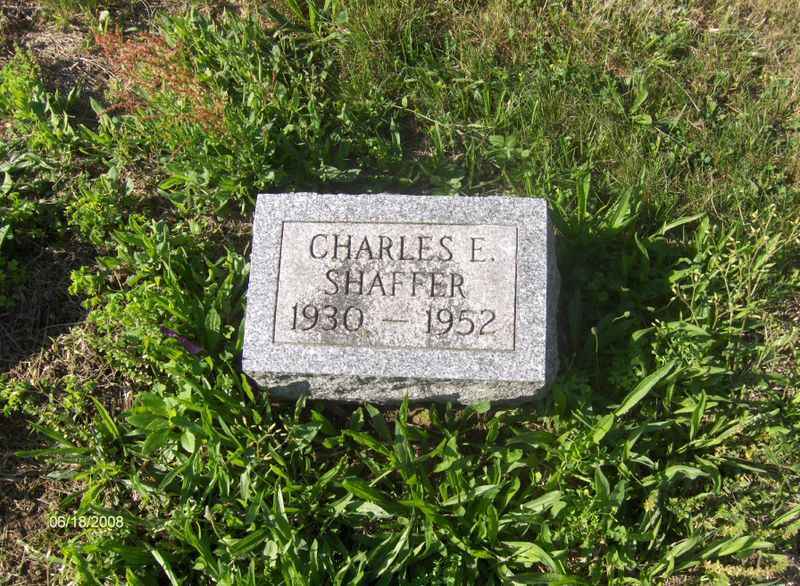 CHARLES E.
SHAFFER
1930 — 1952
06/18/2008